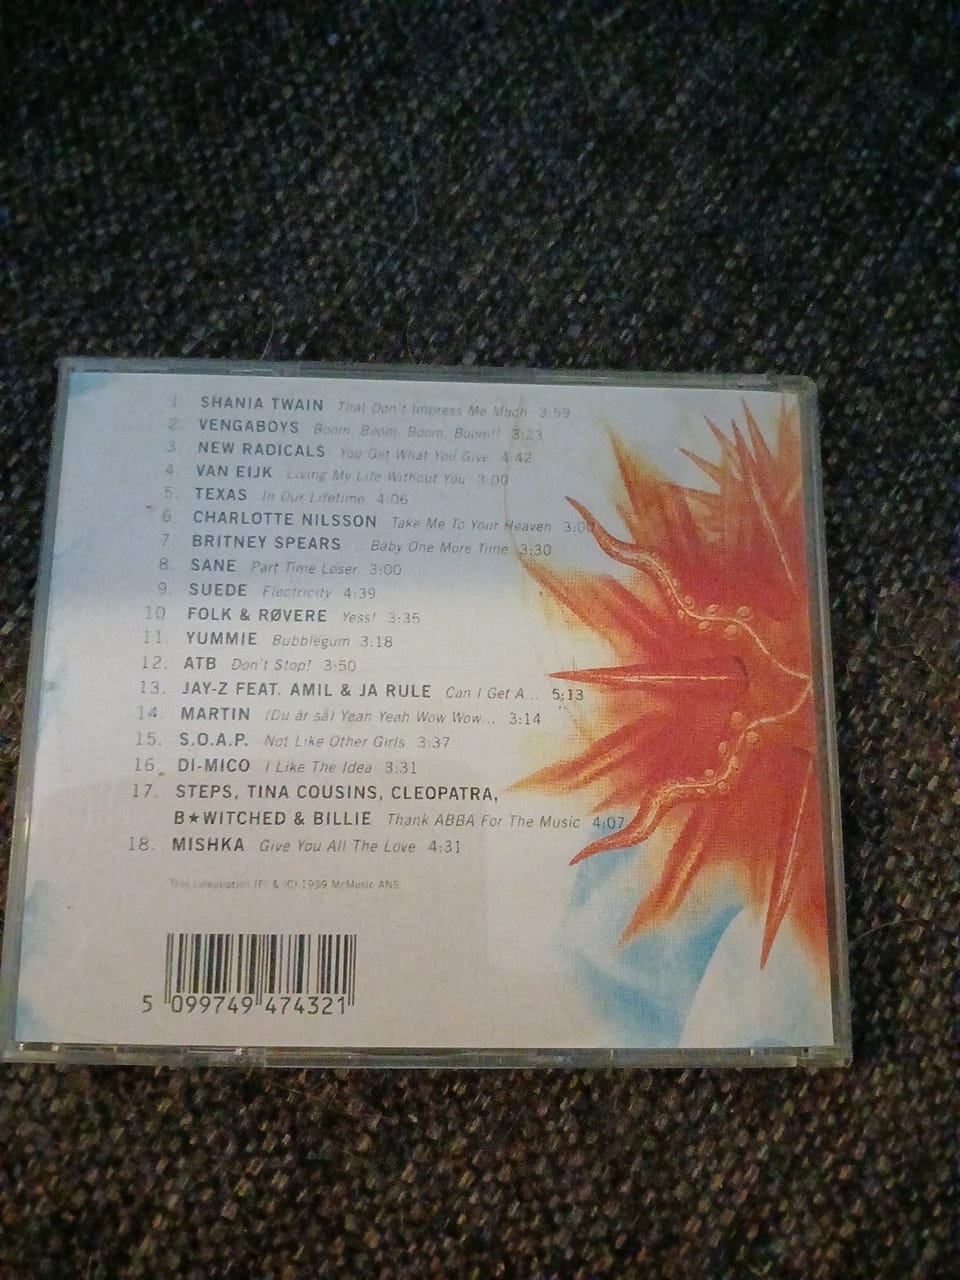 1. SHANIA TWAIN That Don't Impress Me Much 3:59
2. VENGABOYS Boom, Boom, Boom, Boom!! 3:23
3. NEW RADICALS You Get What You Give 4:42
4. VAN EIJK Living My Life Without You 3:00
5. TEXAS In Our Lifetime 4:06
6 CHARLOTTE NILSSON Take Me To Your Heaven 3:00
7. BRITNEY SPEARS ...Baby One More Time 3:30
8. SANE Part Time Loser 3:00
9. SUEDE Electricity 4:39
10 FOLK & RØVERE Yess! 3:35
11. YUMMIE Bubblegum 3.18
12. ATB Don't Stop! 3:50
13. JAY-Z FEAT. AMIL & JA RULE Can I Get A... 5:13
14. MARTIN (Du är så) Yeah Yeah Wow Wow... 3:14
15. S.O.A.P. Not Like Other Girls 3:37
16. DI-MICO I Like The Idea 3:31
17. STEPS, TINA COUSINS, CLEOPATRA,
B★WITCHED & BILLIE Thank ABBA For The Music 4:07
18. MISHKA Give You All The Love 4:31
This compilation (P) & (C) 1999 McMusic ANS
5 099749 474321